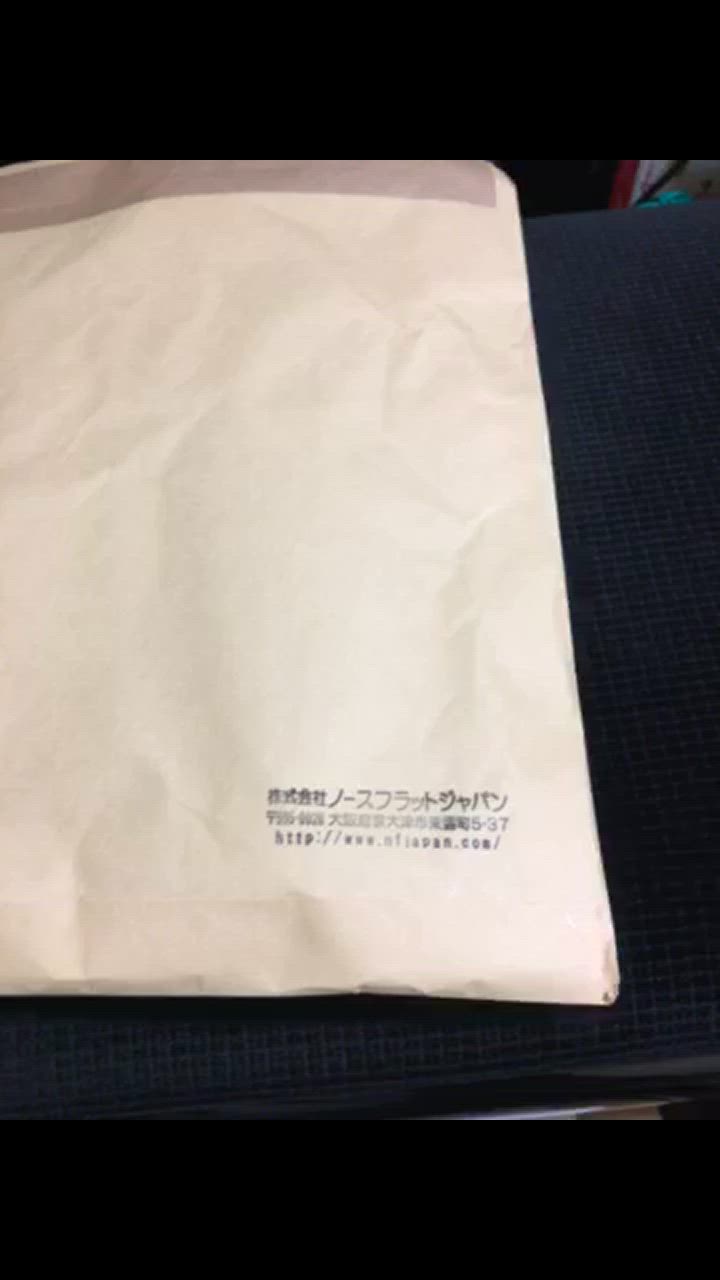 株式会社ノースフラットジャパン
大阪府泉大津市東雲町5-37
http://www.nfjapan.com/